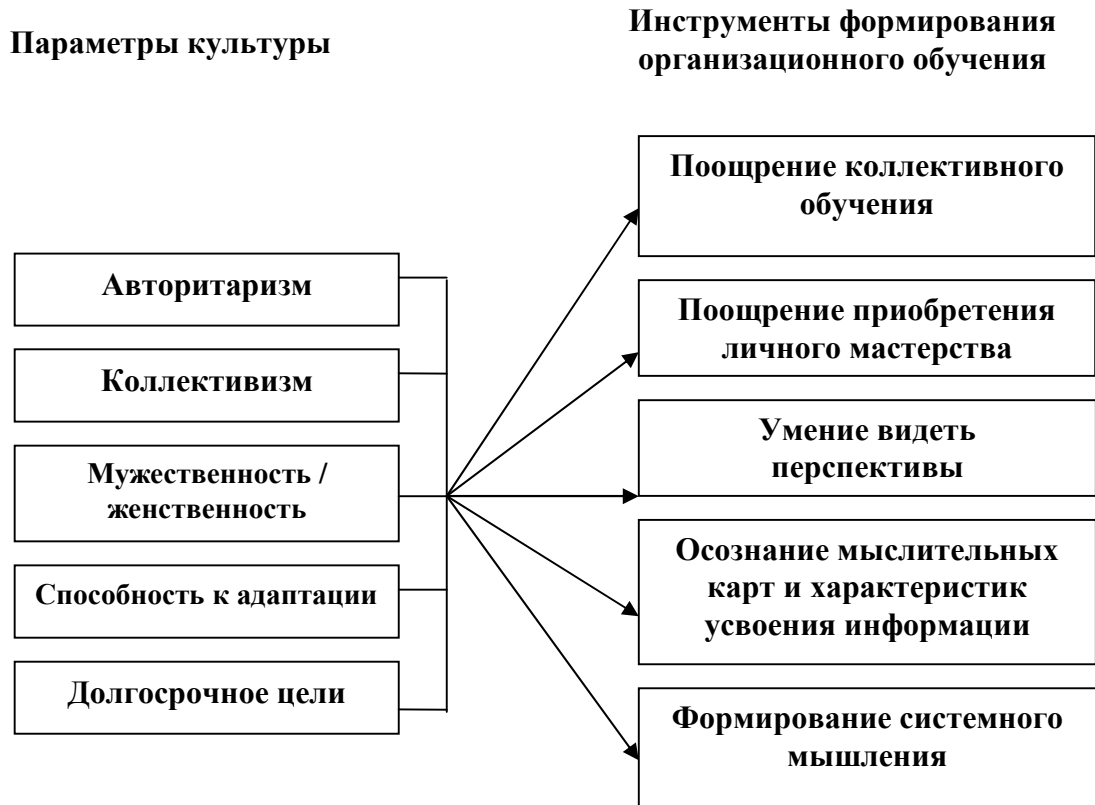 Параметры культуры
Инструменты формирования
организационного обучения
Авторитаризм
Коллективизм
Мужественность /
женственность
Способность к адаптации
Долгосрочное цели
Поощрение коллективного
обучения
Поощрение приобретения
личного мастерства
Умение видеть
перспективы
Осознание мыслительных
карт и характеристик
усвоения информации
Формирование системного
мышления